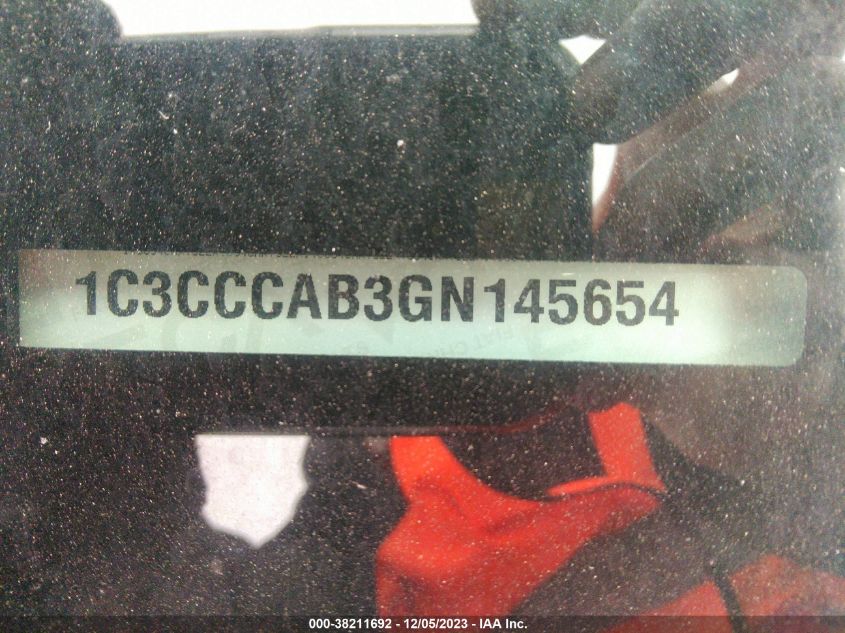 1C3CCCAB3GN145654
000-38211692 - 12/05/2023 - IAA Inc.